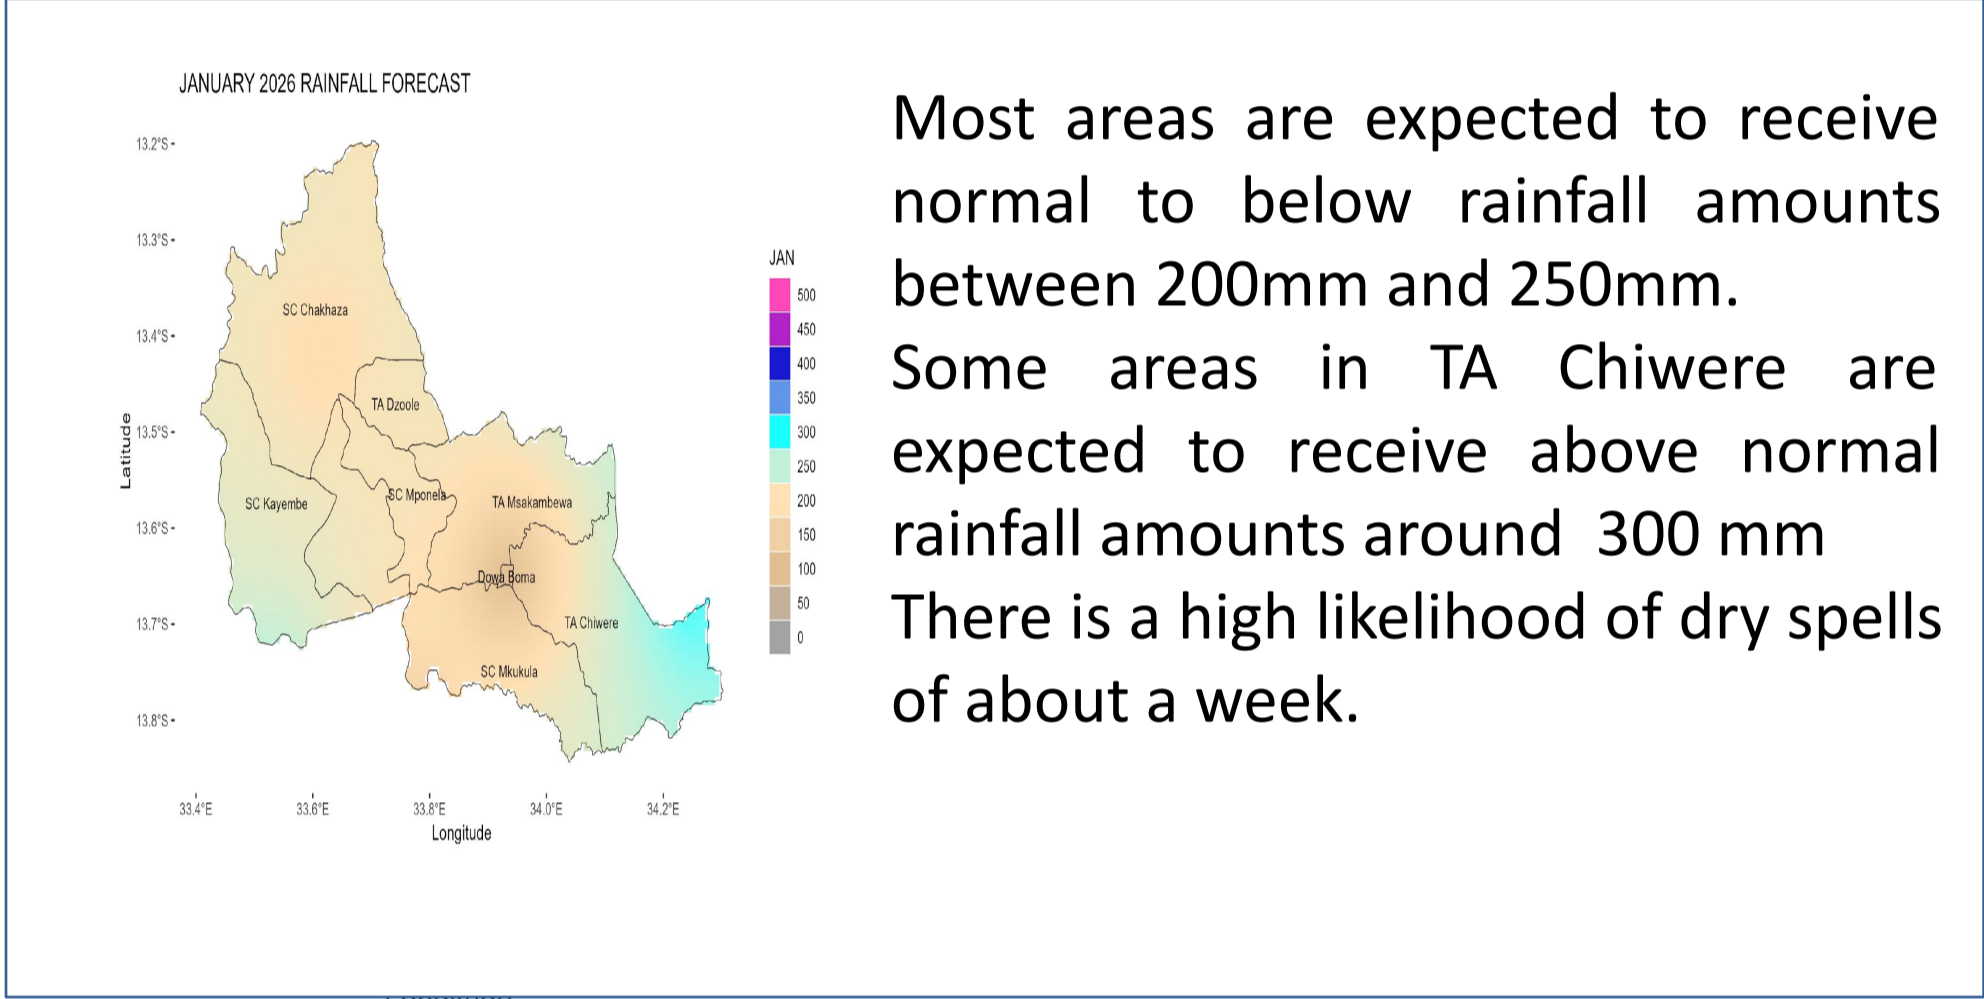 JANUARY 2026 RAINFALL FORECAST
13.2°S
13.3°S
13.4°S
13.5°S
13.6°S
13.7°S
13.8°S
Latitude
SC Chakhaza
TA Dzoole
SC Kayembe
SC Mponela
TA Msakambewa
Dowa Boma
TA Chiwere
SC Mkukula
33.4°E
33.6°E
33.8°E
34.0°E
34.2°E
Longitude
JAN
500
450
400
350
300
250
200
150
100
50
0
Most areas are expected to receive
normal to below rainfall amounts
between 200mm and 250mm.
Some areas in TA Chiwere are
expected to receive above normal
rainfall amounts around 300 mm
There is a high likelihood of dry spells
of about a week.